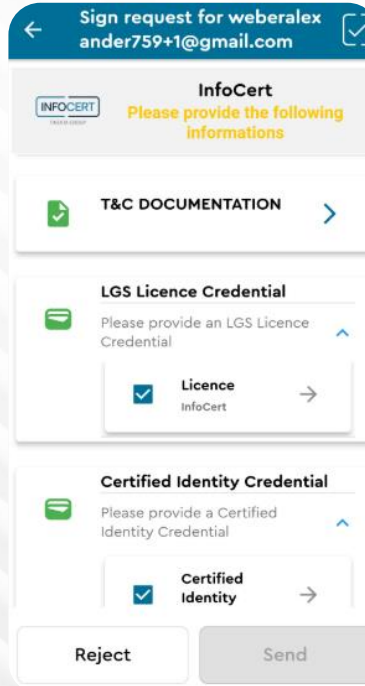 Sign request for weberalex
ander759+1@gmail.com
INFOCERT
InfoCert
Please provide the following
informations
T&C DOCUMENTATION
LGS Licence Credential
Please provide an LGS Licence
Credential
Licence
InfoCert
Certified Identity Credential
Please provide a Certified
Identity Credential
Certified
Identity
Reject
Send